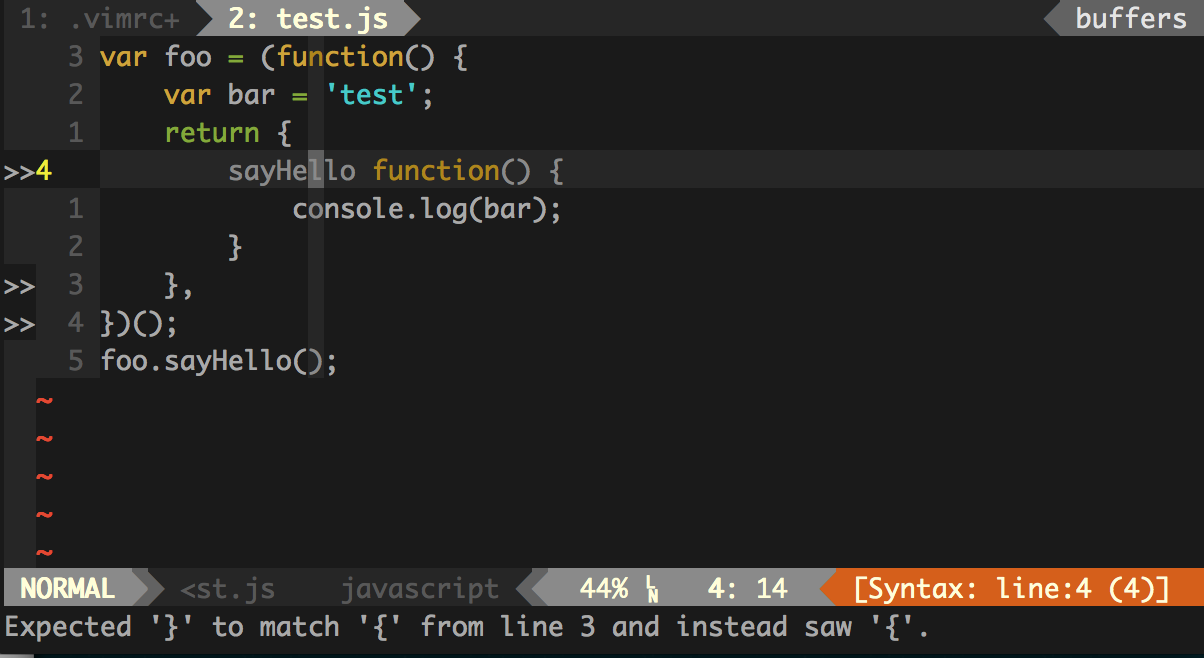 1: .vimrc+ 2: test.js buffers
3 var foo = (function() {
2     var bar = 'test';
1     return {
>>4         sayHello function() {
1             console.log(bar);
2         }
>> 3     },
>> 4 })();
5 foo.sayHello();
~
~
~
~
~
NORMAL <st.js javascript 44% LN 4: 14 [Syntax: line:4 (4)]
Expected '}' to match '{' from line 3 and instead saw '{'.